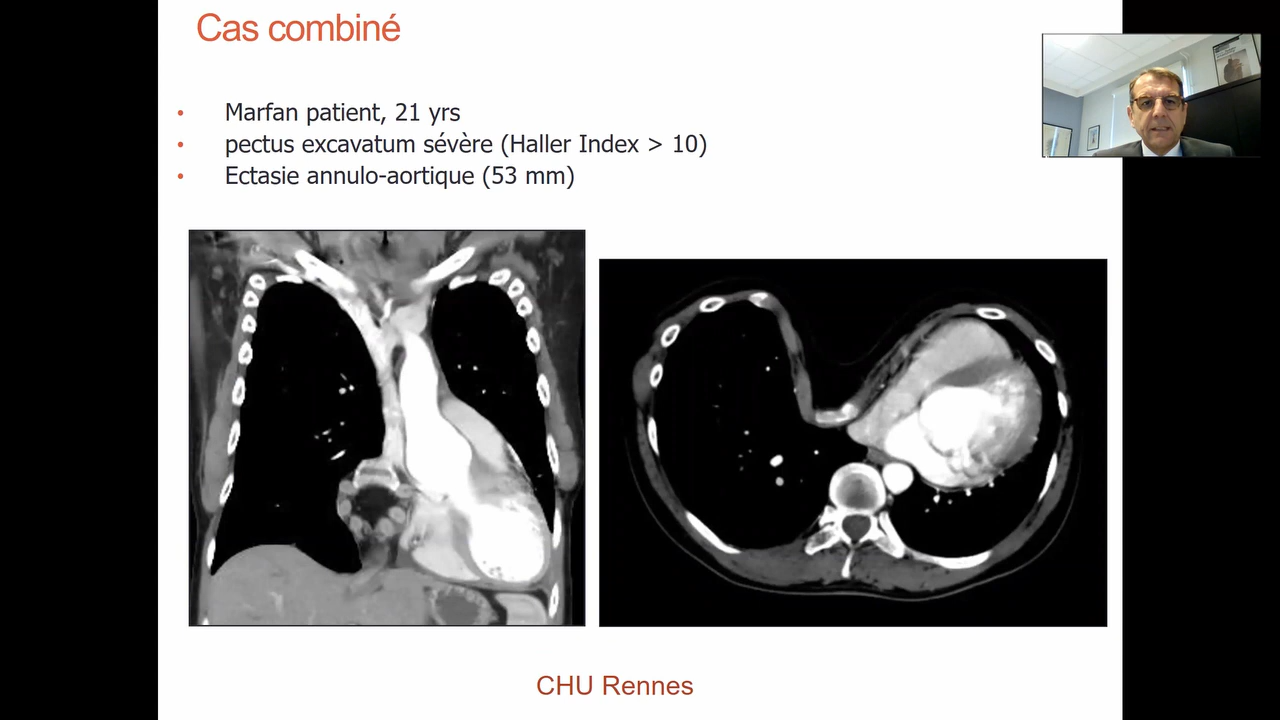 Cas combiné
• Marfan patient, 21 yrs
• pectus excavatum sévère (Haller Index > 10)
• Ectasie annulo-aortique (53 mm)
CHU Rennes